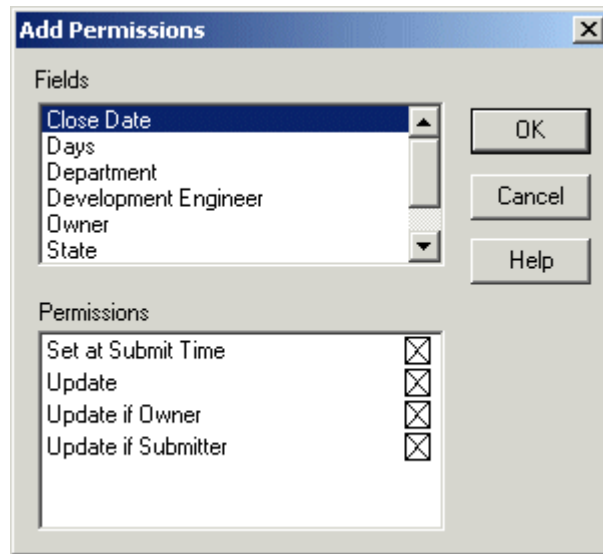 Add Permissions
Fields
Close Date
Days
Department
Development Engineer
Owner
State
OK
Cancel
Help
Permissions
Set at Submit Time
Update
Update if Owner
Update if Submitter